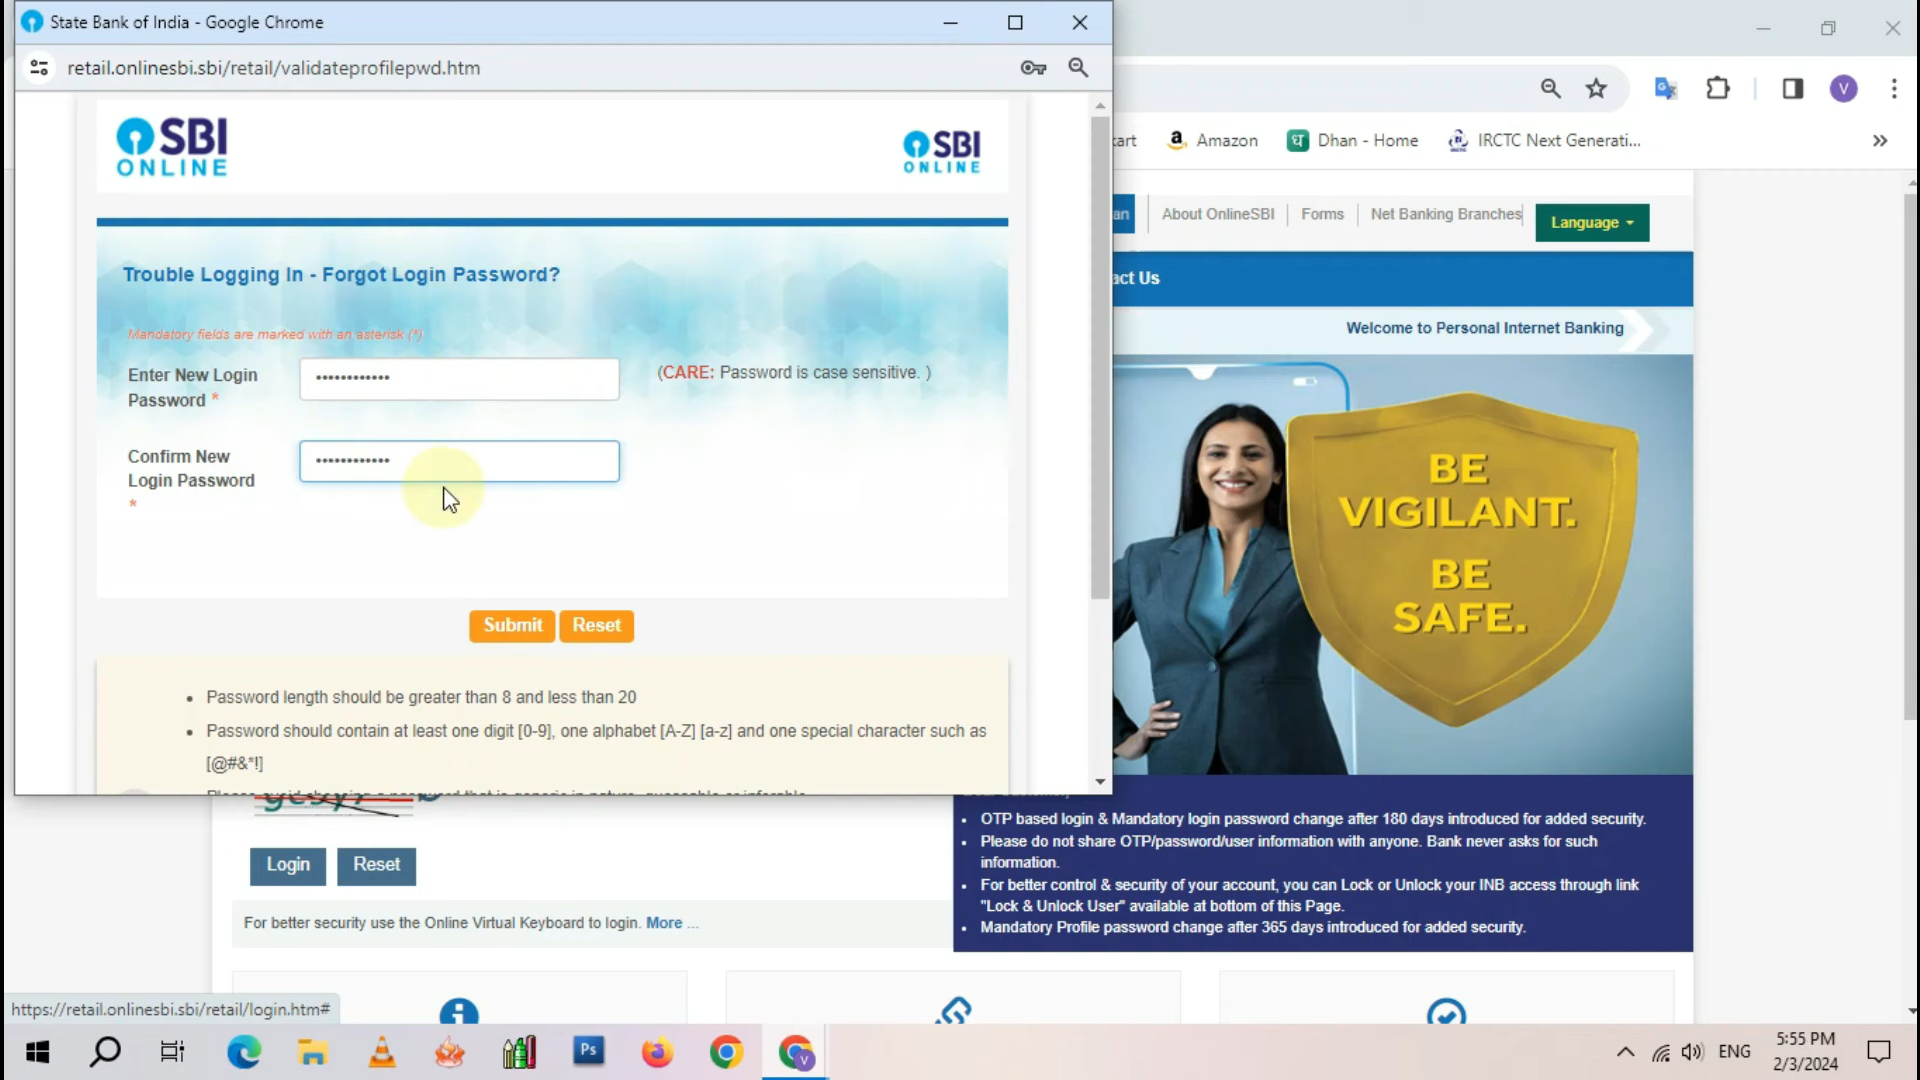 State Bank of India - Google Chrome
retail.onlinesbi.sbi/retail/validateprofilepwd.htm
SBI
ONLINE
SBI
ONLINE
Trouble Logging In - Forgot Login Password?
Mandatory fields are marked with an asterisk (*)
Enter New Login
Password *
••••••••••••
(CARE: Password is case sensitive. )
Confirm New
Login Password
*
••••••••••••
Submit
Reset
• Password length should be greater than 8 and less than 20
• Password should contain at least one digit [0-9], one alphabet [A-Z] [a-z] and one special character such as
[@#&*!]
V
a Amazon
Dhan - Home
IRCTC Next Generati...
About OnlineSBI
Forms
Net Banking Branches
Language
act Us
Welcome to Personal Internet Banking
BE
VIGILANT.
BE
SAFE.
• OTP based login & Mandatory login password change after 180 days introduced for added security.
• Please do not share OTP/password/user information with anyone. Bank never asks for such
information.
• For better control & security of your account, you can Lock or Unlock your INB access through link
"Lock & Unlock User" available at bottom of this Page.
• Mandatory Profile password change after 365 days introduced for added security.
Login
Reset
For better security use the Online Virtual Keyboard to login. More ...
https://retail.onlinesbi.sbi/retail/login.htm#
Ps
V
ENG
5:55 PM
2/3/2024